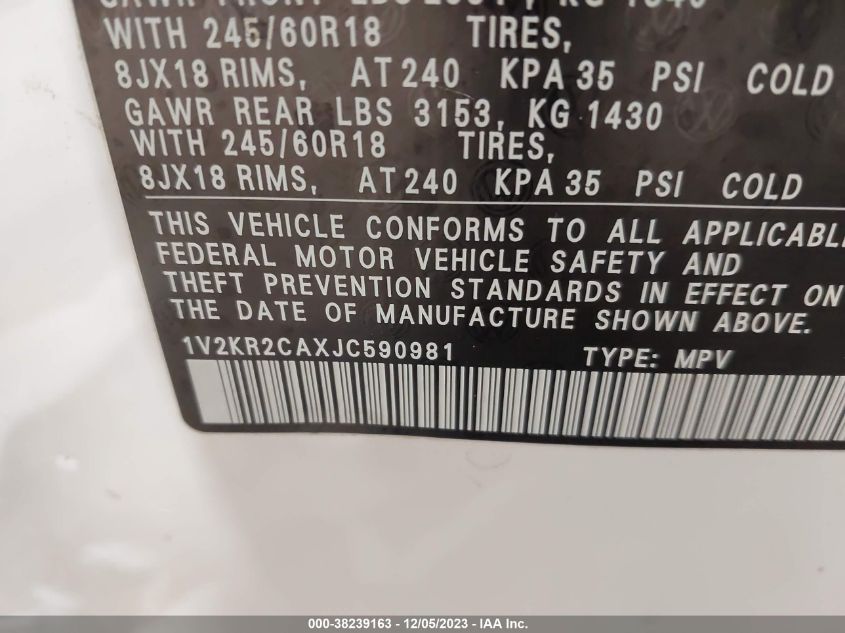 WITH 245/60R18 TIRES,
8JX18 RIMS, AT 240 KPA 35 PSI COLD
GAWR REAR LBS 3153, KG 1430
WITH 245/60R18 TIRES,
8JX18 RIMS, AT 240 KPA 35 PSI COLD
THIS VEHICLE CONFORMS TO ALL APPLICABL
FEDERAL MOTOR VEHICLE SAFETY AND
THEFT PREVENTION STANDARDS IN EFFECT ON
THE DATE OF MANUFACTURE SHOWN ABOVE.
1V2KR2CAXJC590981 TYPE: MPV
000-38239163 - 12/05/2023 - IAA Inc.